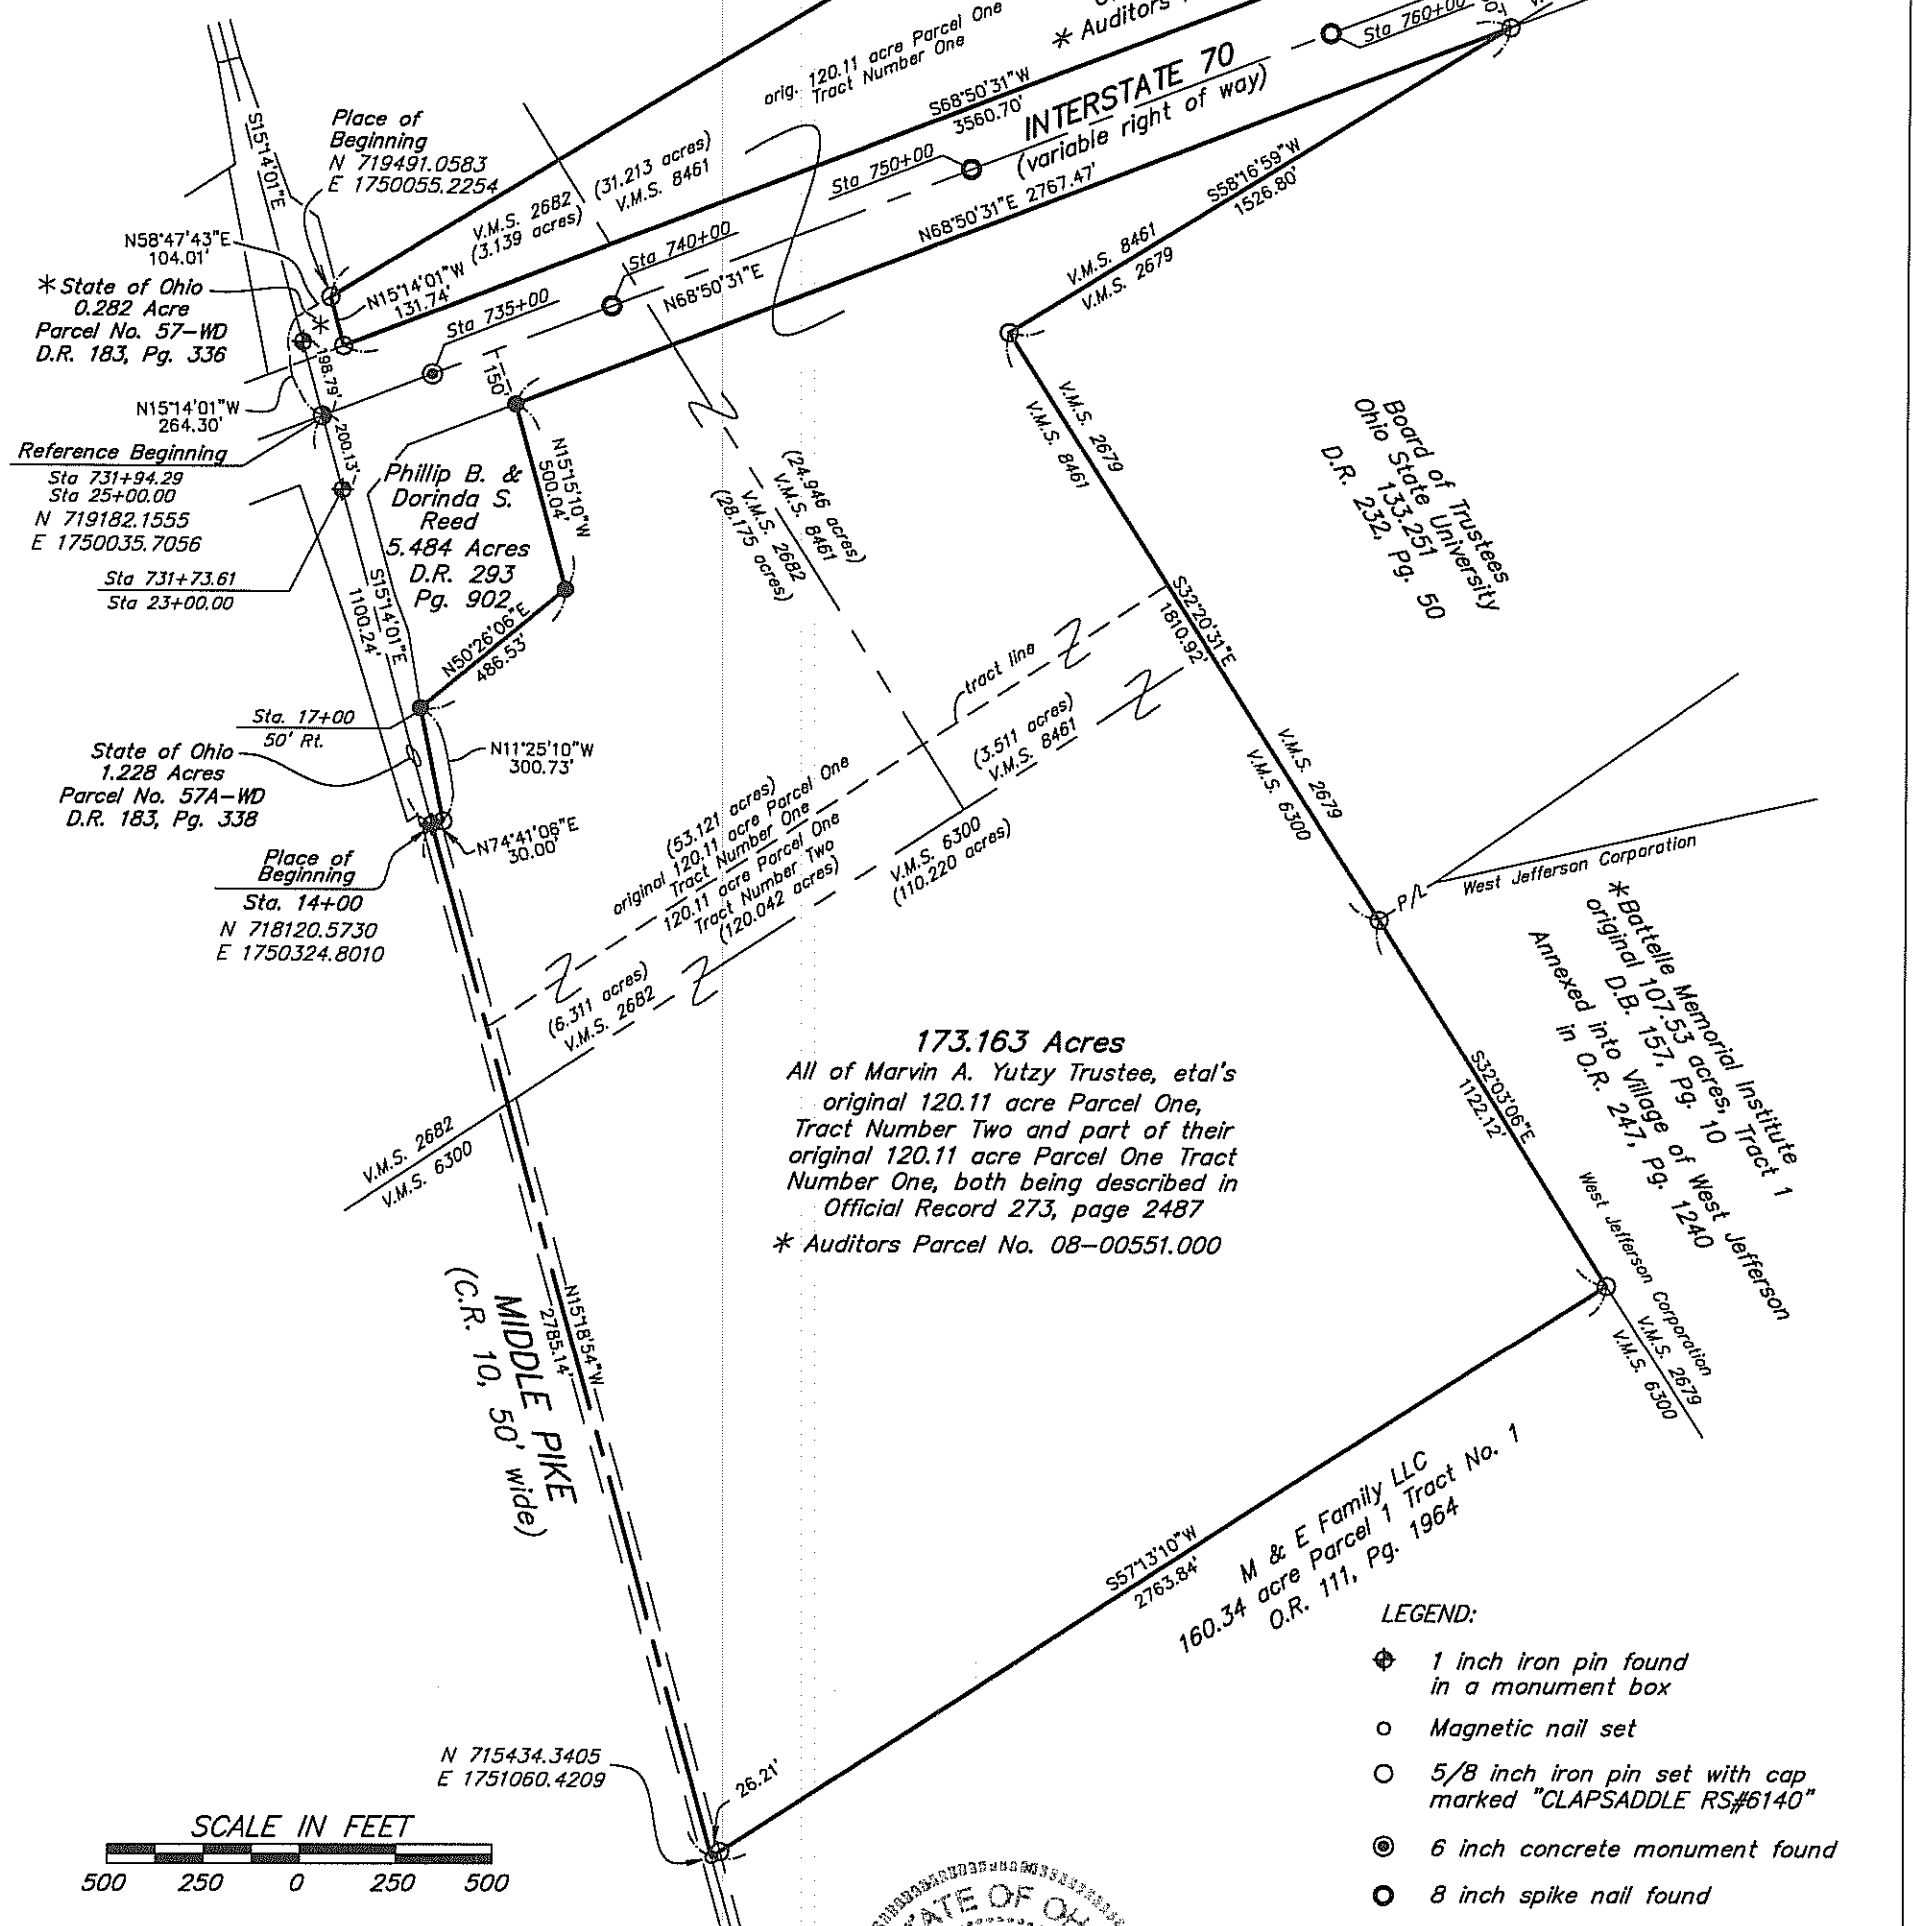 orig. 120.11 acre Parcel One
Tract Number One
* Auditors
S68°50'31"W
3560.70'
INTERSTATE 70
(variable right of way)
Sta 760+00
Sta 750+00
S15°14'01"E
Place of
Beginning
N 719491.0583
E 1750055.2254
V.M.S. 2682
(3.139 acres)
(31.213 acres)
V.M.S. 8461
N68°50'31"E 2767.47'
S58°16'59"W
1526.80'
V.M.S. 8461
V.M.S. 2679
N58°47'43"E
104.01'
*State of Ohio
0.282 Acre
Parcel No. 57-WD
D.R. 183, Pg. 336
N15°14'01"W
131.74'
Sta 740+00
N68°50'31"E
Sta 735+00
198.79'
150'
N15°14'01"W
264.30'
Reference Beginning
Sta 731+94.29
Sta 25+00.00
N 719182.1555
E 1750035.7056
Sta 731+73.61
Sta 23+00.00
200.13'
Phillip B. &
Dorinda S.
Reed
5.484 Acres
D.R. 293
Pg. 902
N15°15'10"W
500.04'
V.M.S. 2679
V.M.S. 8461
Board of Trustees
Ohio State University
133.251
D.R. 232, Pg. 50
(24.946 acres)
V.M.S. 8461
V.M.S. 2682
(28.175 acres)
S15°14'01"E
1100.24'
N50°26'06"E
486.53'
S32°20'31"E
1810.92'
tract line
Sta. 17+00
50' Rt.
State of Ohio
1.228 Acres
Parcel No. 57A-WD
D.R. 183, Pg. 338
N11°25'10"W
300.73'
N74°41'06"E
30.00'
Place of
Beginning
Sta. 14+00
N 718120.5730
E 1750324.8010
(3.511 acres)
V.M.S. 8461
(53.121 acres)
original 120.11 acre Parcel One
Tract Number One
120.11 acre Parcel One
Tract Number Two
(120.042 acres)
V.M.S. 6300
(110.220 acres)
V.M.S. 2679
V.M.S. 6300
P/L
West Jefferson Corporation
*Battelle Memorial Institute
original 107.53 acres, Tract 1
D.B. 157, Pg. 10
Annexed into Village of West Jefferson
in O.R. 247, Pg. 1240
(6.311 acres)
V.M.S. 2682
173.163 Acres
All of Marvin A. Yutzy Trustee, etal's
original 120.11 acre Parcel One,
Tract Number Two and part of their
original 120.11 acre Parcel One Tract
Number One, both being described in
Official Record 273, page 2487
* Auditors Parcel No. 08-00551.000
S32°03'06"E
1122.12'
V.M.S. 2682
V.M.S. 6300
West Jefferson Corporation
V.M.S. 2679
V.M.S. 6300
MIDDLE PIKE
(C.R. 10, 50' wide)
N15°18'54"W
2785.14'
S57°13'10"W
2763.84'
M & E Family LLC
160.34 acre Parcel 1 Tract No. 1
O.R. 111, Pg. 1964
N 715434.3405
E 1751060.4209
26.21'
LEGEND:
1 inch iron pin found
in a monument box
Magnetic nail set
5/8 inch iron pin set with cap
marked "CLAPSADDLE RS#6140"
6 inch concrete monument found
8 inch spike nail found
SCALE IN FEET
500 250 0 250 500
ATE OF OH